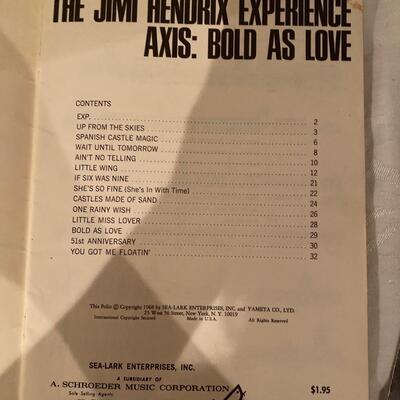 THE JIMI HENDRIX EXPERIENCE
AXIS: BOLD AS LOVE
CONTENTS
EXP. 2
UP FROM THE SKIES 3
SPANISH CASTLE MAGIC 6
WAIT UNTIL TOMORROW 8
AIN'T NO TELLING 10
LITTLE WING 12
IF SIX WAS NINE 21
SHE'S SO FINE (She's In With Time) 22
CASTLES MADE OF SAND 24
ONE RAINY WISH 26
LITTLE MISS LOVER 28
BOLD AS LOVE 29
51st ANNIVERSARY 30
YOU GOT ME FLOATIN' 32
This Folio © Copyright 1968 by SEA-LARK ENTERPRISES, INC. and YAMETA CO., LTD.
25 West 56 Street, New York, N. Y. 10019
International Copyright Secured Made in U.S.A. All Rights Reserved
SEA-LARK ENTERPRISES, INC.
A SUBSIDIARY OF
A. SCHROEDER MUSIC CORPORATION
Sole Selling Agents
$1.95